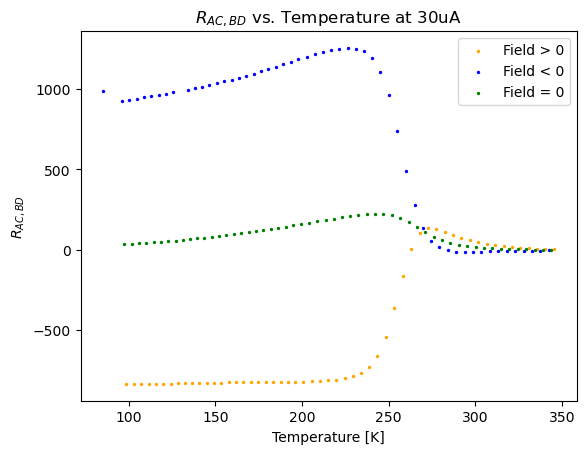 R_{AC,BD} vs. Temperature at 30uA
Field > 0
Field < 0
Field = 0
1000
500
0
−500
R_{AC,BD}
100 150 200 250 300 350
Temperature [K]